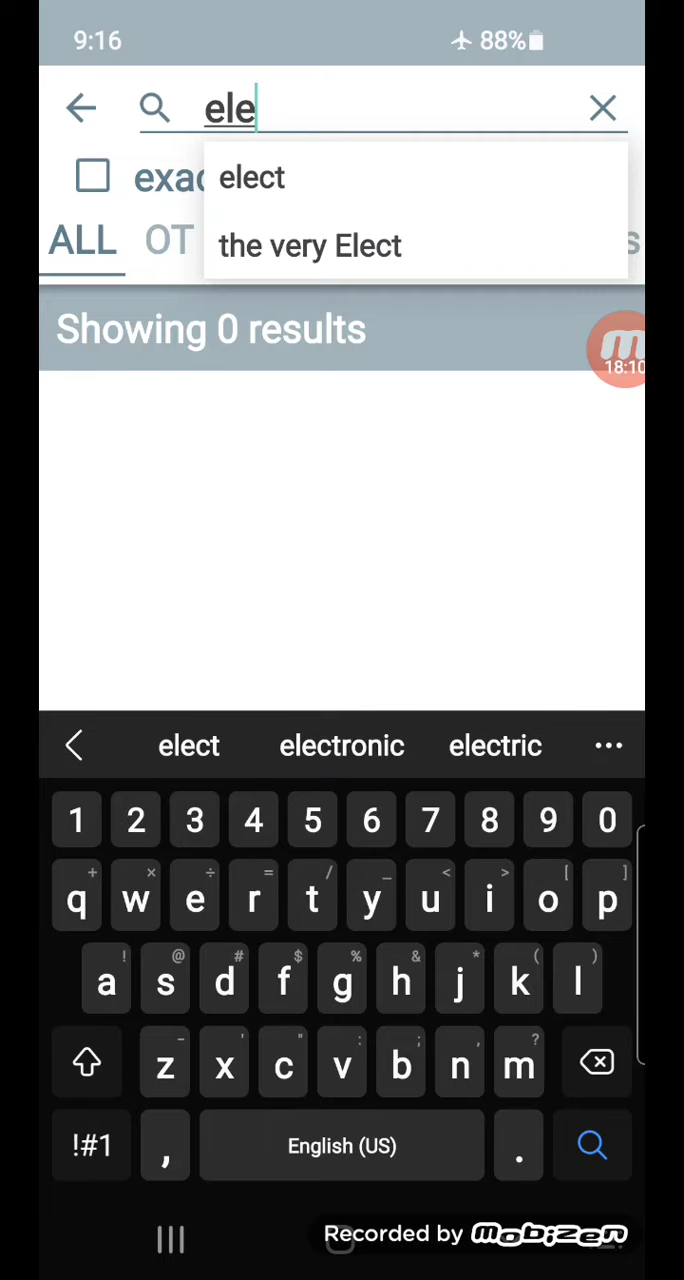 9:16 88%
ele
exac
elect
ALL OT
the very Elect
s
Showing 0 results
18:10
elect electronic electric ...
1 2 3 4 5 6 7 8 9 0
+ × ÷ = / _ < > [ ]
q w e r t y u i o p
! @ # $ % & * ( )
a s d f g h j k l
- ' " : ; , ?
z x c v b n m
!#1 , English (US) .
Recorded by mobizen